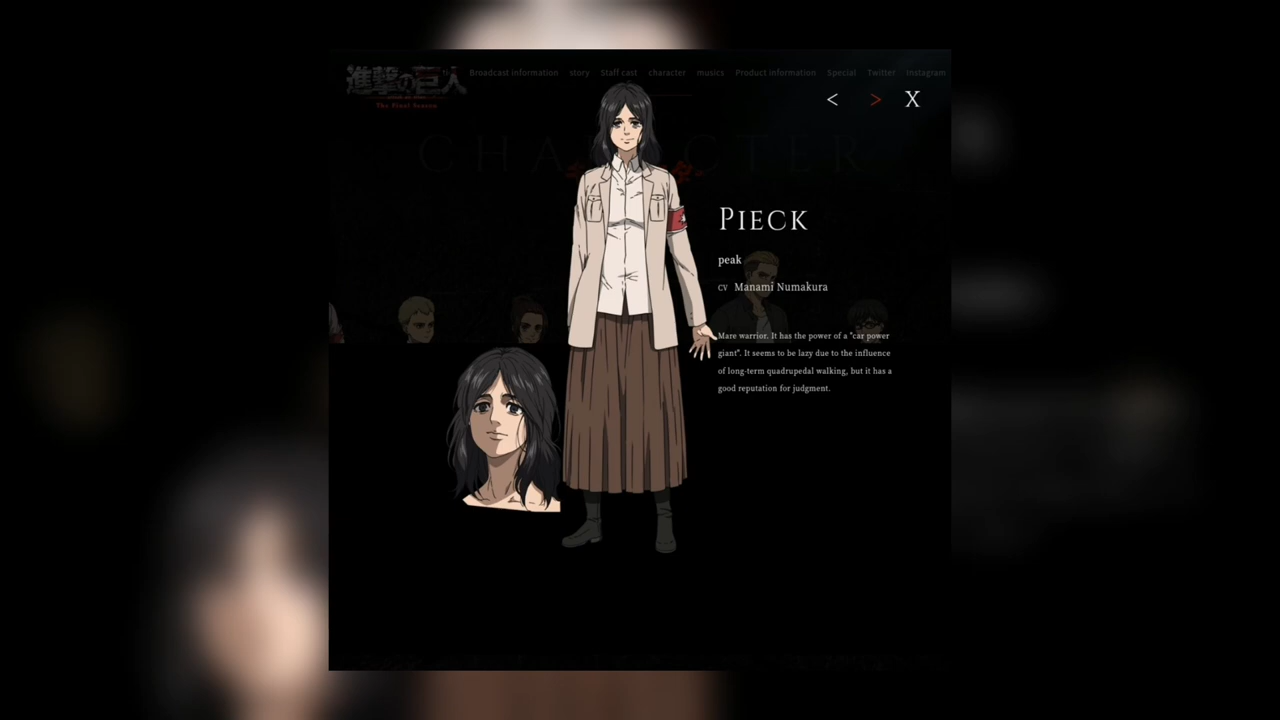 進撃の巨人
The Final Season
Broadcast information story Staff cast character musics Product information Special Twitter Instagram
< > X
CHARACTER
PIECK
peak
CV Manami Numakura
Mare warrior. It has the power of a "car power
giant". It seems to be lazy due to the influence
of long-term quadrupedal walking, but it has a
good reputation for judgment.